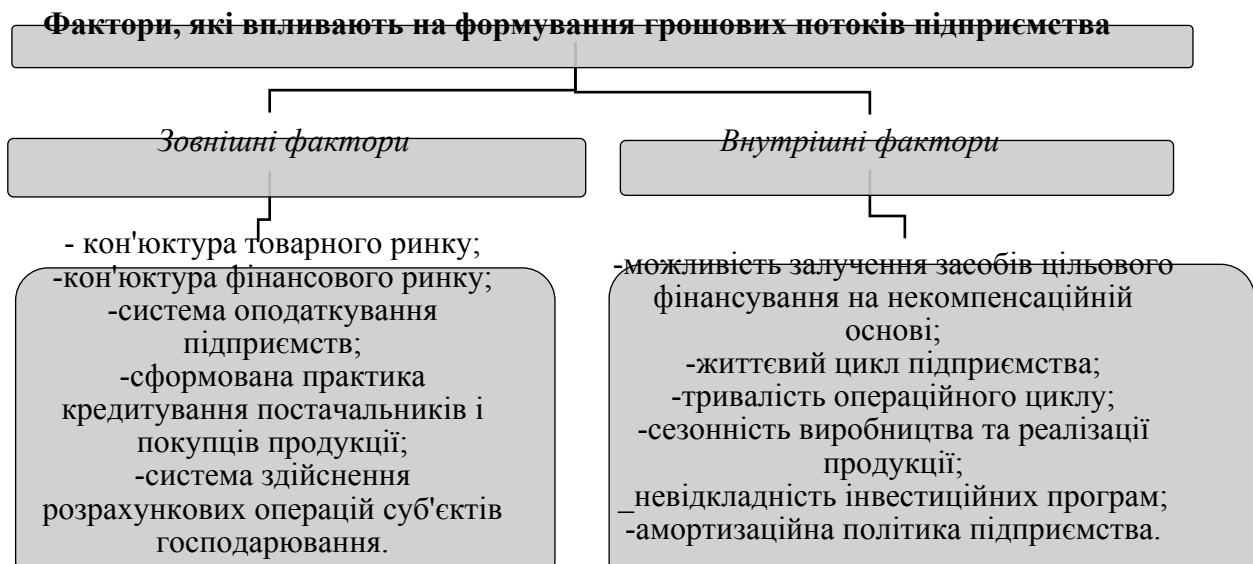 Фактори, які впливають на формування грошових потоків підприємства
Зовнішні фактори
Внутрішні фактори
- кон'юктура товарного ринку;
-кон'юктура фінансового ринку;
-система оподаткування
підприємств;
-сформована практика
кредитування постачальників і
покупців продукції;
-система здійснення
розрахункових операцій суб'єктів
господарювання.
-можливість залучення засобів цільового
фінансування на некомпенсаційній
основі;
-життєвий цикл підприємства;
-тривалість операційного циклу;
-сезонність виробництва та реалізації
продукції;
_невідкладність інвестиційних програм;
-амортизаційна політика підприємства.